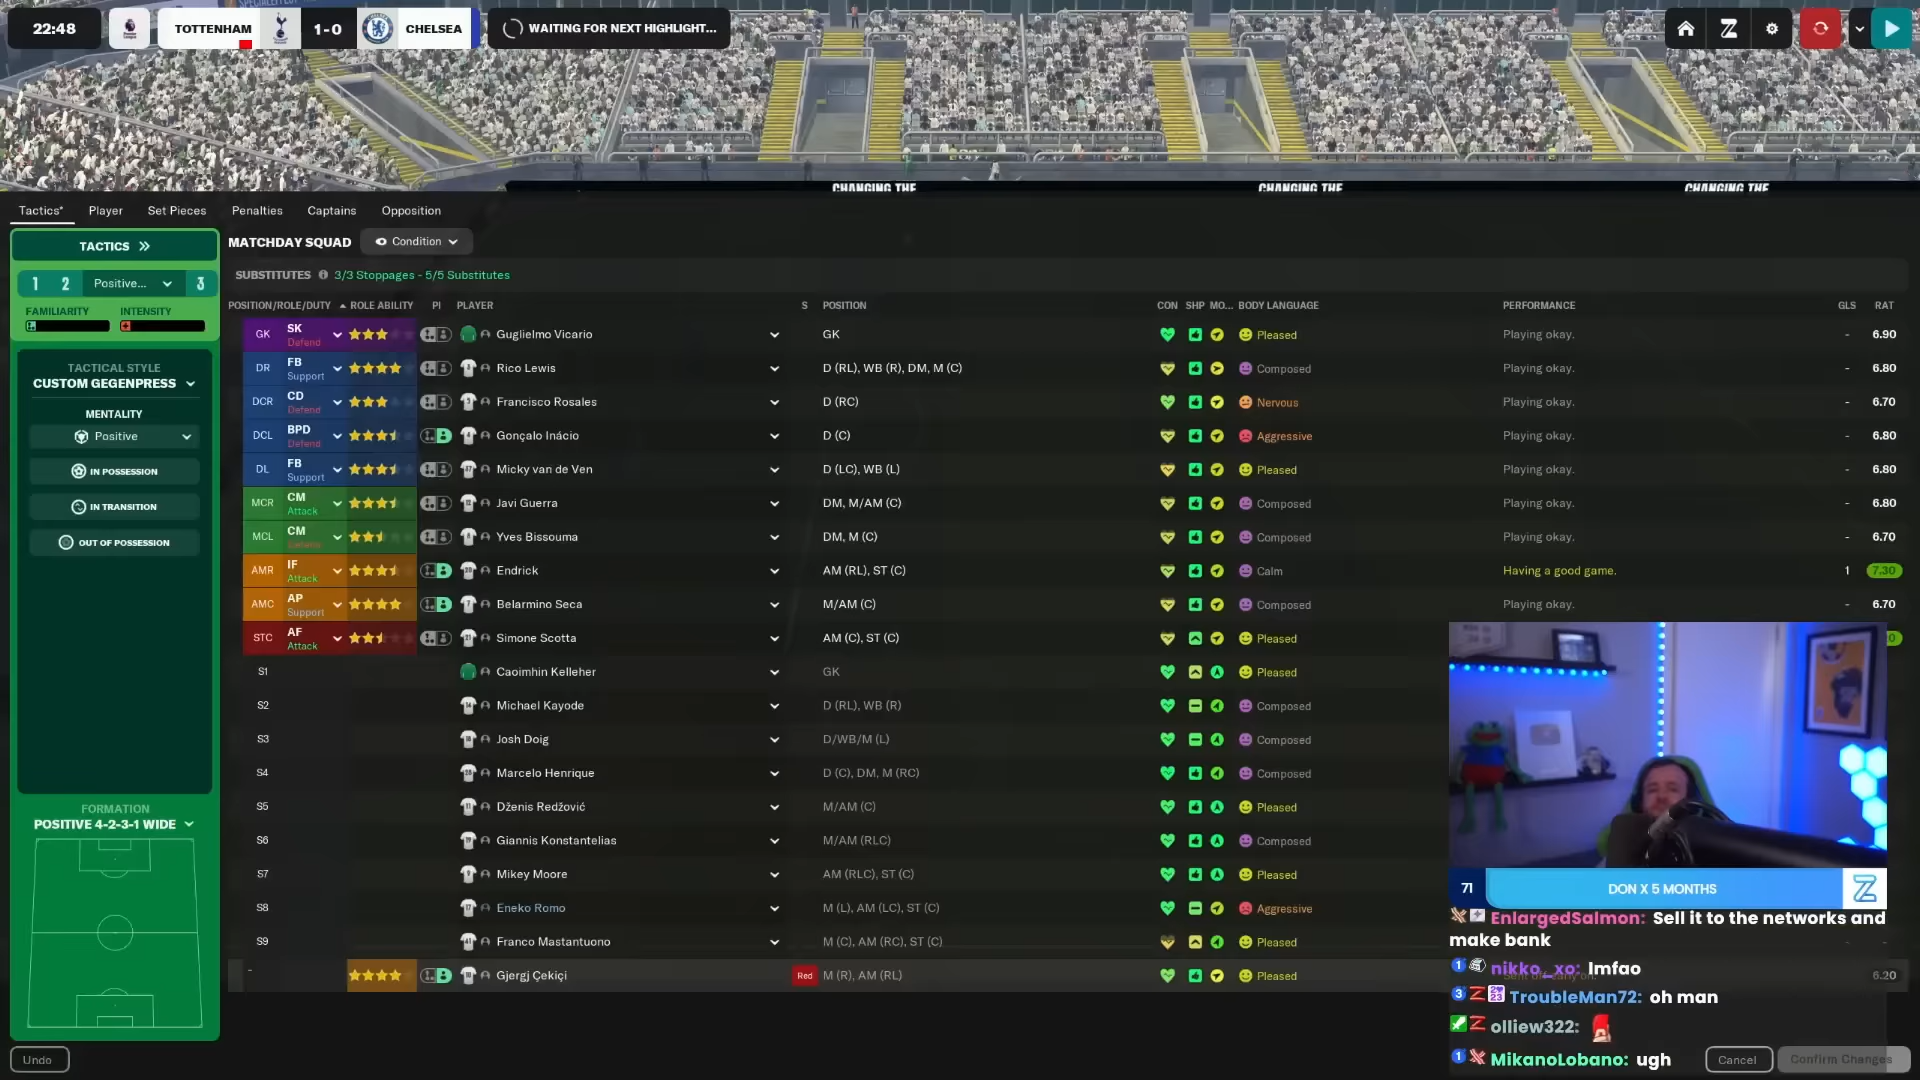 22:48
TOTTENHAM
1 - 0
CHELSEA
WAITING FOR NEXT HIGHLIGHT...
CHANGING THE CHANGING THE CHANGING THE
Tactics* Player Set Pieces Penalties Captains Opposition
TACTICS
1 2 Positive... 3
FAMILIARITY INTENSITY
TACTICAL STYLE
CUSTOM GEGENPRESS
MENTALITY
Positive
IN POSSESSION
IN TRANSITION
OUT OF POSSESSION
FORMATION
POSITIVE 4-2-3-1 WIDE
Undo
MATCHDAY SQUAD Condition
SUBSTITUTES 3/3 Stoppages - 5/5 Substitutes
POSITION/ROLE/DUTY ROLE ABILITY PI PLAYER S POSITION CON SHP MO... BODY LANGUAGE PERFORMANCE GLS RAT
GK SK Defend Guglielmo Vicario GK Pleased Playing okay. - 6.90
DR FB Support Rico Lewis D (RL), WB (R), DM, M (C) Composed Playing okay. - 6.80
DCR CD Defend Francisco Rosales D (RC) Nervous Playing okay. - 6.70
DCL BPD Defend Gonçalo Inácio D (C) Aggressive Playing okay. - 6.80
DL FB Support Micky van de Ven D (LC), WB (L) Pleased Playing okay. - 6.80
MCR CM Attack Javi Guerra DM, M/AM (C) Composed Playing okay. - 6.80
MCL CM Yves Bissouma DM, M (C) Composed Playing okay. - 6.70
AMR IF Attack Endrick AM (RL), ST (C) Calm Having a good game. 1 7.30
AMC AP Support Belarmino Seca M/AM (C) Composed Playing okay. - 6.70
STC AF Attack Simone Scotta AM (C), ST (C) Pleased
S1 Caoimhin Kelleher GK Pleased
S2 Michael Kayode D (RL), WB (R) Composed
S3 Josh Doig D/WB/M (L) Composed
S4 Marcelo Henrique D (C), DM, M (RC) Composed
S5 Dženis Redžović M/AM (C) Pleased
S6 Giannis Konstantelias M/AM (RLC) Composed
S7 Mikey Moore AM (RLC), ST (C) Pleased
S8 Eneko Romo M (L), AM (LC), ST (C) Aggressive
S9 Franco Mastantuono M (C), AM (RC), ST (C) Pleased
- Gjergj Çekiçi Red M (R), AM (RL) Pleased 6.20
71 DON X 5 MONTHS
EnlargedSalmon: Sell it to the networks and
make bank
nikko_xo: lmfao
TroubleMan72: oh man
olliew322:
MikanoLobano: ugh
Cancel Confirm Changes